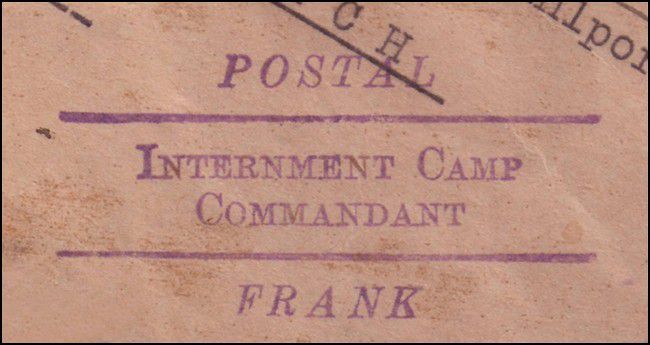 C H
POSTAL
INTERNMENT CAMP
COMMANDANT
FRANK